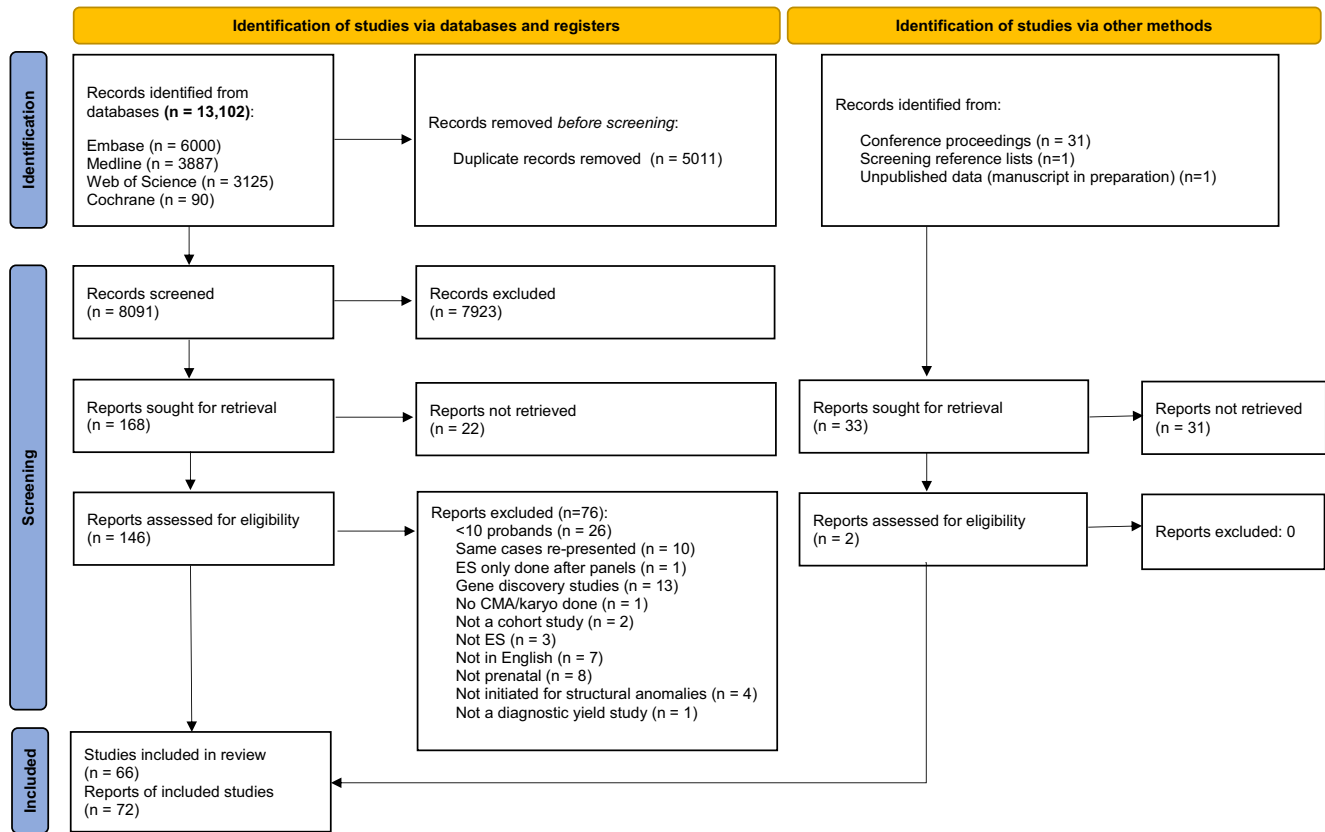 Identification of studies via databases and registers
Identification of studies via other methods
Identification
Records identified from
databases (n = 13,102):
Embase (n = 6000)
Medline (n = 3887)
Web of Science (n = 3125)
Cochrane (n = 90)
Records removed before screening:
Duplicate records removed (n = 5011)
Records identified from:
Conference proceedings (n = 31)
Screening reference lists (n=1)
Unpublished data (manuscript in preparation) (n=1)
Screening
Records screened
(n = 8091)
Records excluded
(n = 7923)
Reports sought for retrieval
(n = 168)
Reports not retrieved
(n = 22)
Reports sought for retrieval
(n = 33)
Reports not retrieved
(n = 31)
Reports assessed for eligibility
(n = 146)
Reports excluded (n=76):
<10 probands (n = 26)
Same cases re-presented (n = 10)
ES only done after panels (n = 1)
Gene discovery studies (n = 13)
No CMA/karyo done (n = 1)
Not a cohort study (n = 2)
Not ES (n = 3)
Not in English (n = 7)
Not prenatal (n = 8)
Not initiated for structural anomalies (n = 4)
Not a diagnostic yield study (n = 1)
Reports assessed for eligibility
(n = 2)
Reports excluded: 0
Included
Studies included in review
(n = 66)
Reports of included studies
(n = 72)